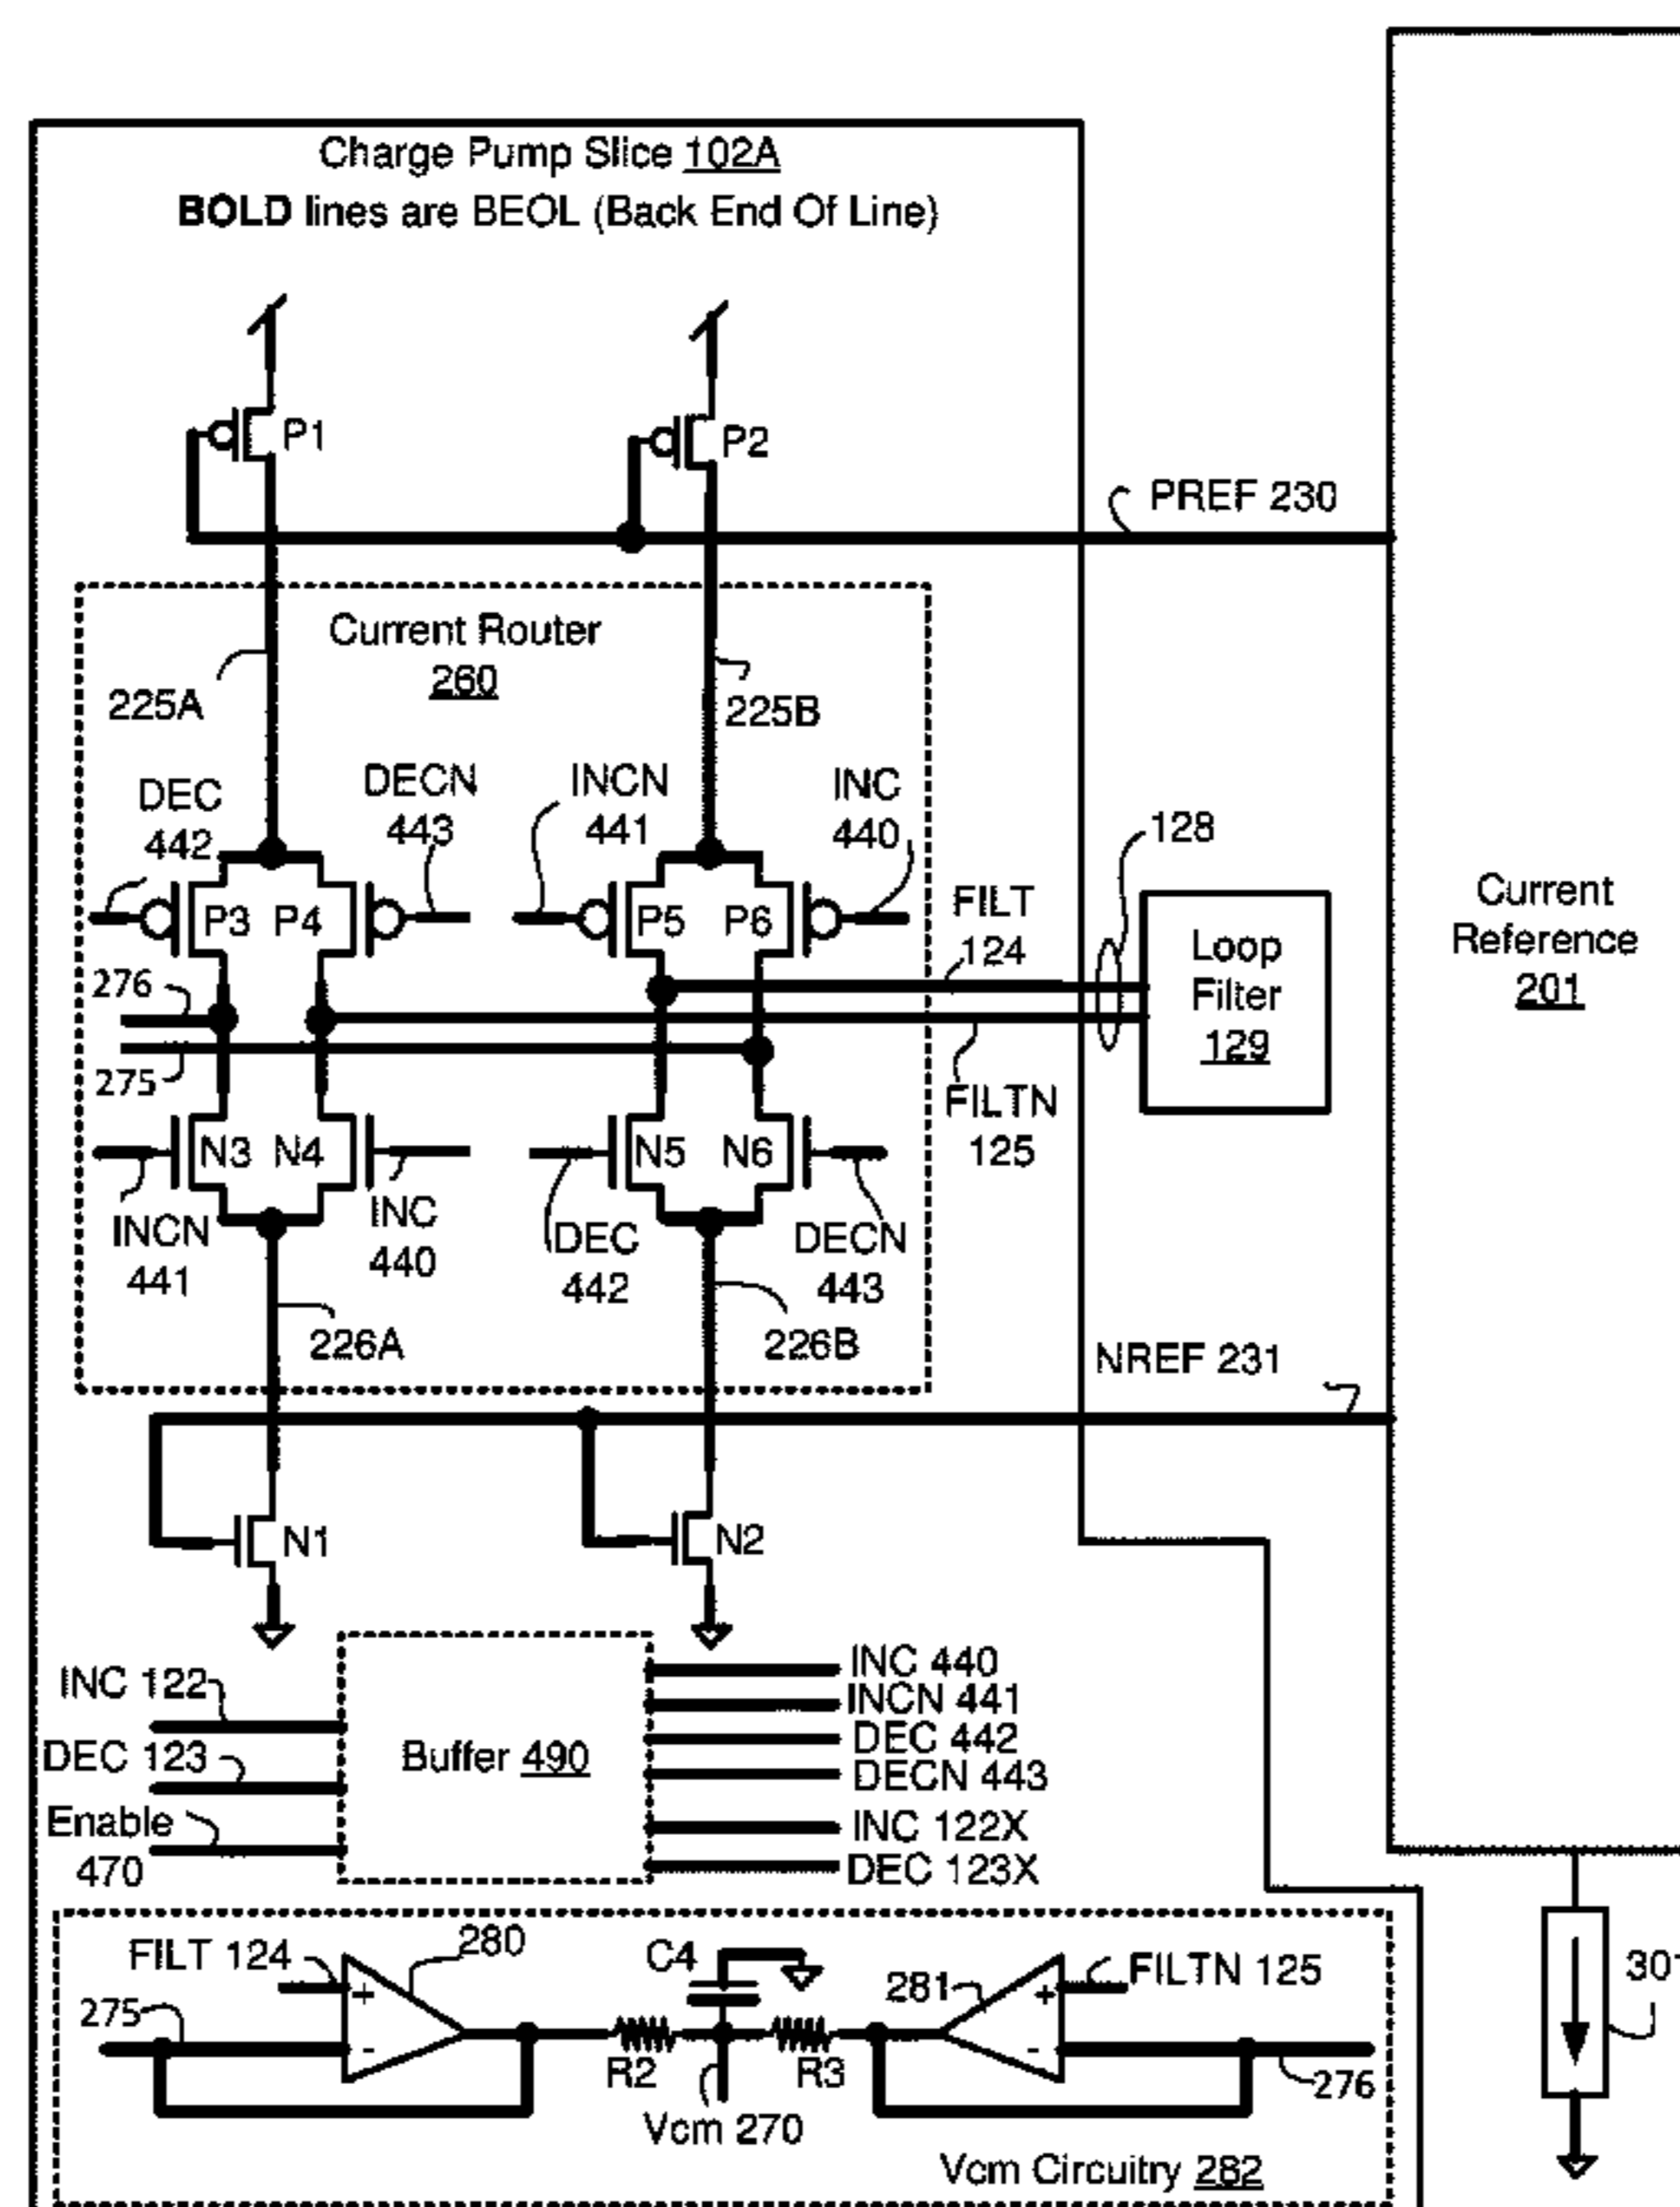 Charge Pump Slice 102A
BOLD lines are BEOL (Back End Of Line)
P1
P2
PREF 230
Current Router
260
225A
225B
DEC
442
DECN
443
INCN
441
INC
440
128
P3
P4
P5
P6
FILT
124
Loop
Filter
129
Current
Reference
201
276
275
FILTN
125
N3
N4
N5
N6
INCN
441
INC
440
DEC
442
DECN
443
226A
226B
NREF 231
N1
N2
INC 122
DEC 123
Enable
470
Buffer 490
INC 440
INCN 441
DEC 442
DECN 443
INC 122X
DEC 123X
FILT 124
280
C4
281
FILTN 125
301
275
+
-
+
-
R2
R3
276
Vcm 270
Vcm Circuitry 282